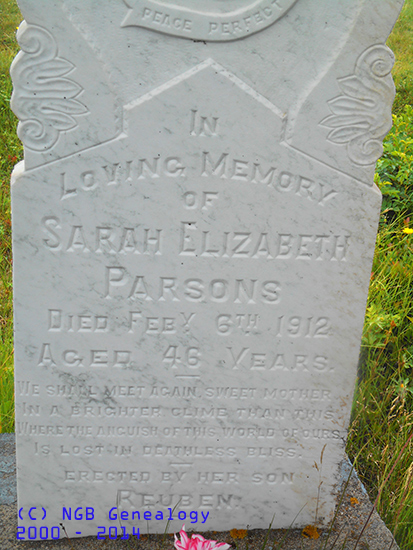 PEACE PERFECT
IN
LOVING MEMORY
OF
SARAH ELIZABETH
PARSONS
DIED FEBY 6TH 1912
AGED 46 YEARS.
WE SHALL MEET AGAIN, SWEET MOTHER
IN A BRIGHTER CLIME THAN THIS,
WHERE THE ANGUISH OF THIS, WORLD OF OURS,
IS LOST IN DEATHLESS BLISS.
ERECTED BY HER SON
REUBEN.
(C) NGB Genealogy
2000 - 2014